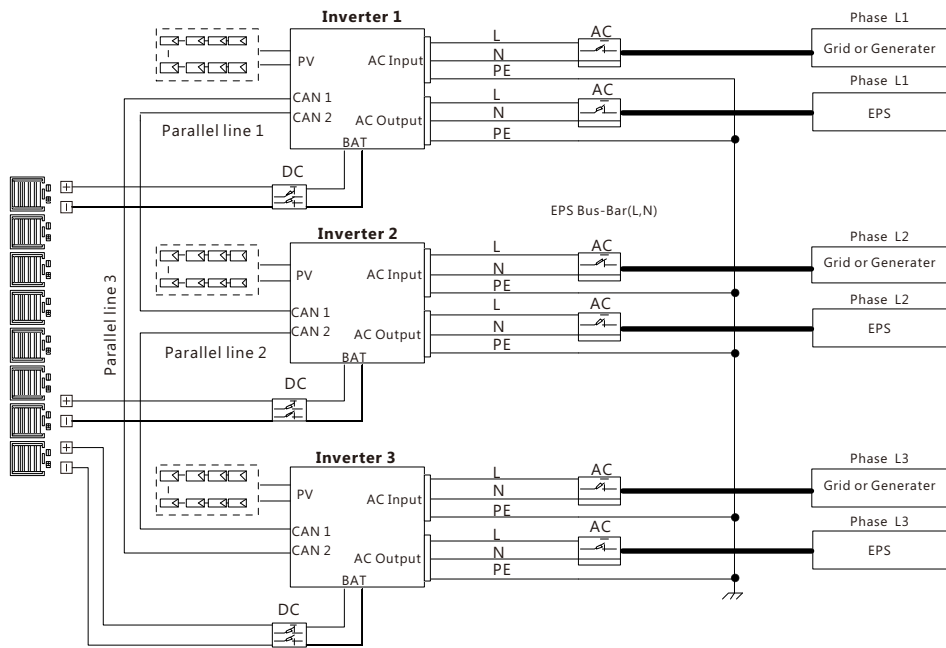 Inverter 1
PV
CAN 1
CAN 2
AC Input
AC Output
BAT
L
N
PE
L
N
PE
AC
AC
Phase L1
Grid or Generater
Phase L1
EPS
Parallel line 1
DC
+
−
EPS Bus-Bar(L,N)
Inverter 2
PV
CAN 1
CAN 2
AC Input
AC Output
BAT
L
N
PE
L
N
PE
AC
AC
Phase L2
Grid or Generater
Phase L2
EPS
Parallel line 3
Parallel line 2
DC
+
−
+
−
Inverter 3
PV
CAN 1
CAN 2
AC Input
AC Output
BAT
L
N
PE
L
N
PE
AC
AC
Phase L3
Grid or Generater
Phase L3
EPS
DC